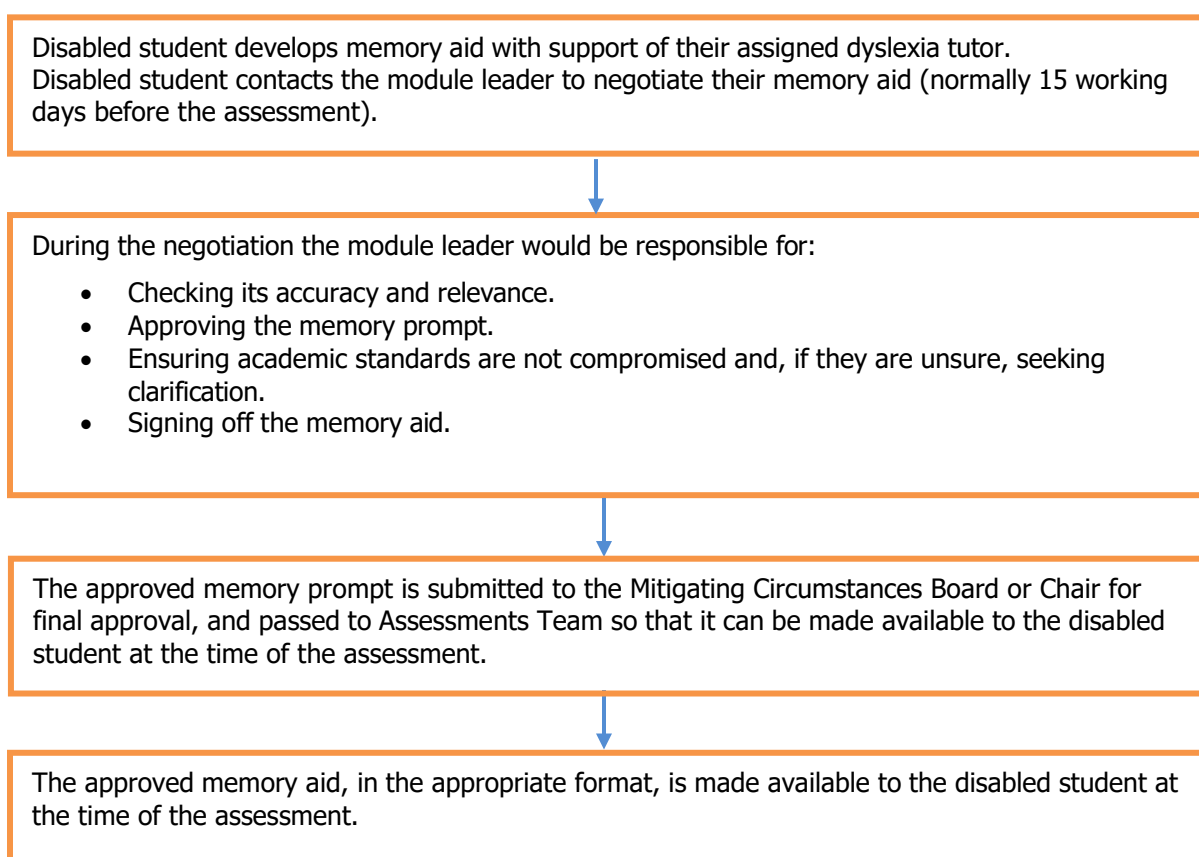 Disabled student develops memory aid with support of their assigned dyslexia tutor.
Disabled student contacts the module leader to negotiate their memory aid (normally 15 working
days before the assessment).
During the negotiation the module leader would be responsible for:
• Checking its accuracy and relevance.
• Approving the memory prompt.
• Ensuring academic standards are not compromised and, if they are unsure, seeking
clarification.
• Signing off the memory aid.
The approved memory prompt is submitted to the Mitigating Circumstances Board or Chair for
final approval, and passed to Assessments Team so that it can be made available to the disabled
student at the time of the assessment.
The approved memory aid, in the appropriate format, is made available to the disabled student at
the time of the assessment.